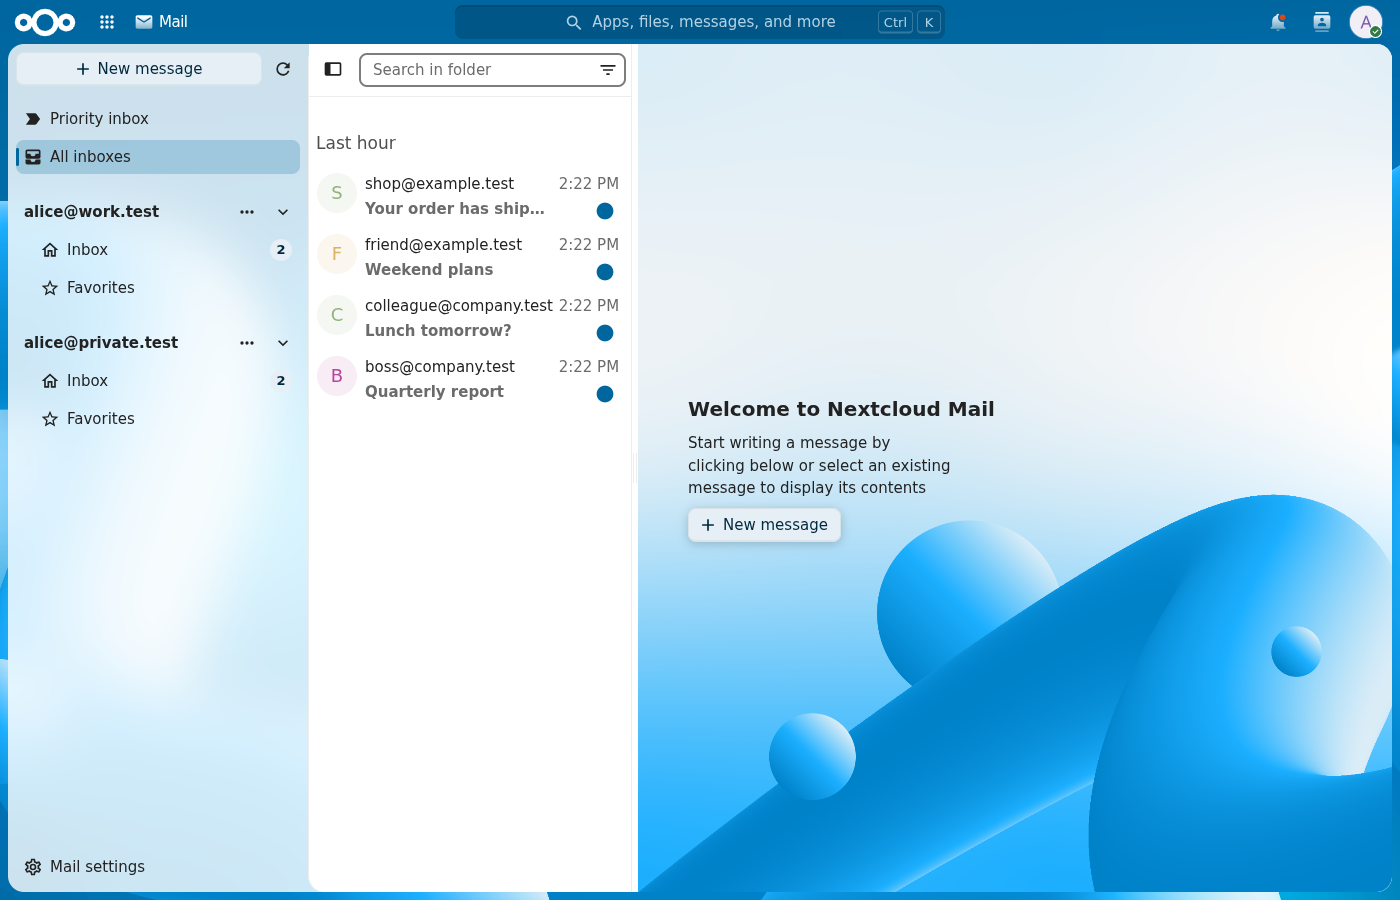 Mail
Apps, files, messages, and more
Ctrl
K
A
New message
Priority inbox
All inboxes
alice@work.test
Inbox
2
Favorites
alice@private.test
Inbox
2
Favorites
Mail settings
Search in folder
Last hour
S
shop@example.test
2:22 PM
Your order has ship...
F
friend@example.test
2:22 PM
Weekend plans
C
colleague@company.test
2:22 PM
Lunch tomorrow?
B
boss@company.test
2:22 PM
Quarterly report
Welcome to Nextcloud Mail
Start writing a message by
clicking below or select an existing
message to display its contents
New message